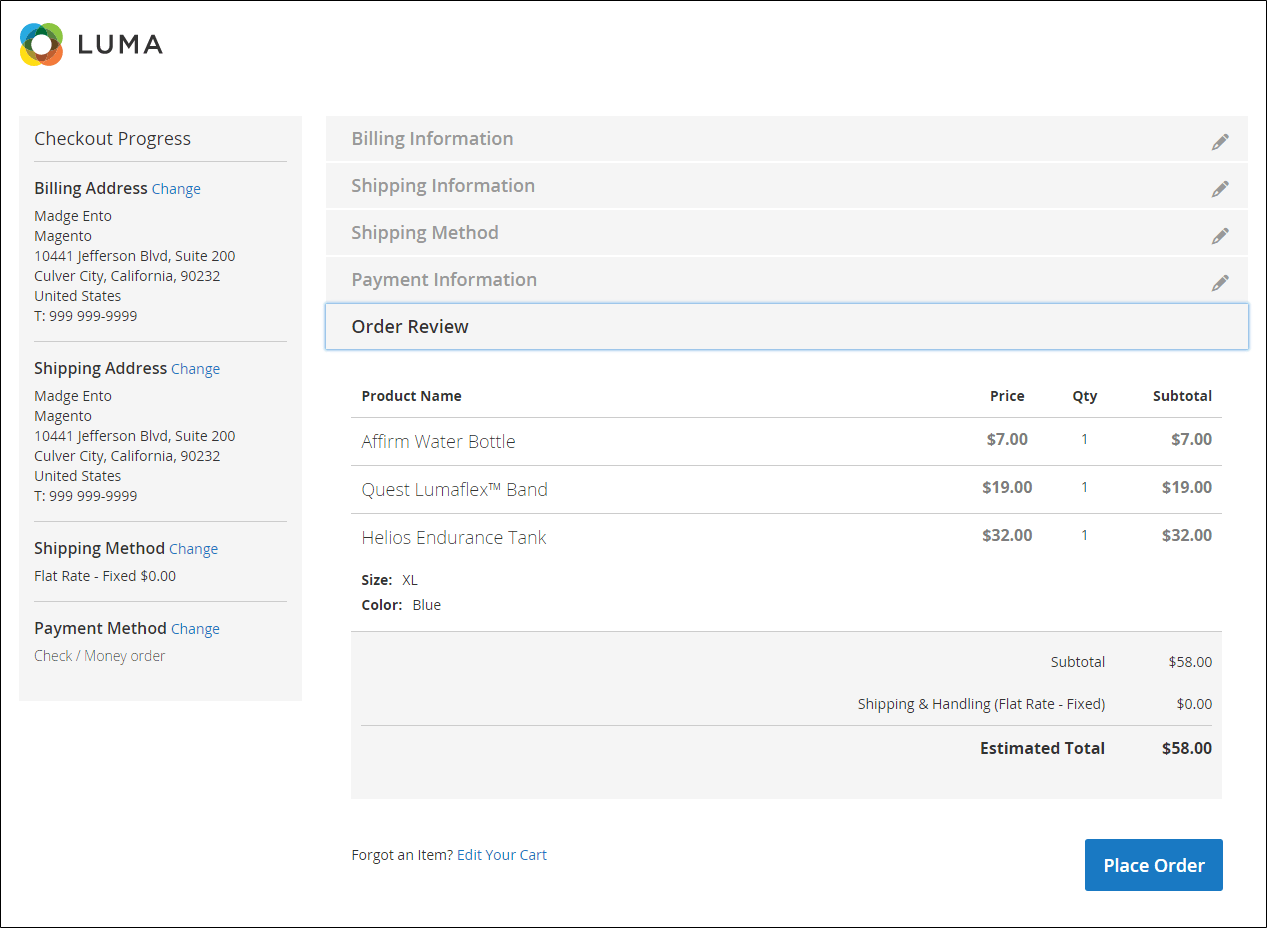 LUMA
Checkout Progress
Billing Address Change
Madge Ento
Magento
10441 Jefferson Blvd, Suite 200
Culver City, California, 90232
United States
T: 999 999-9999
Shipping Address Change
Madge Ento
Magento
10441 Jefferson Blvd, Suite 200
Culver City, California, 90232
United States
T: 999 999-9999
Shipping Method Change
Flat Rate - Fixed $0.00
Payment Method Change
Check / Money order
Billing Information
Shipping Information
Shipping Method
Payment Information
Order Review
Product Name Price Qty Subtotal
Affirm Water Bottle $7.00 1 $7.00
Quest Lumaflex™ Band $19.00 1 $19.00
Helios Endurance Tank $32.00 1 $32.00
Size: XL
Color: Blue
Subtotal $58.00
Shipping & Handling (Flat Rate - Fixed) $0.00
Estimated Total $58.00
Forgot an Item? Edit Your Cart
Place Order